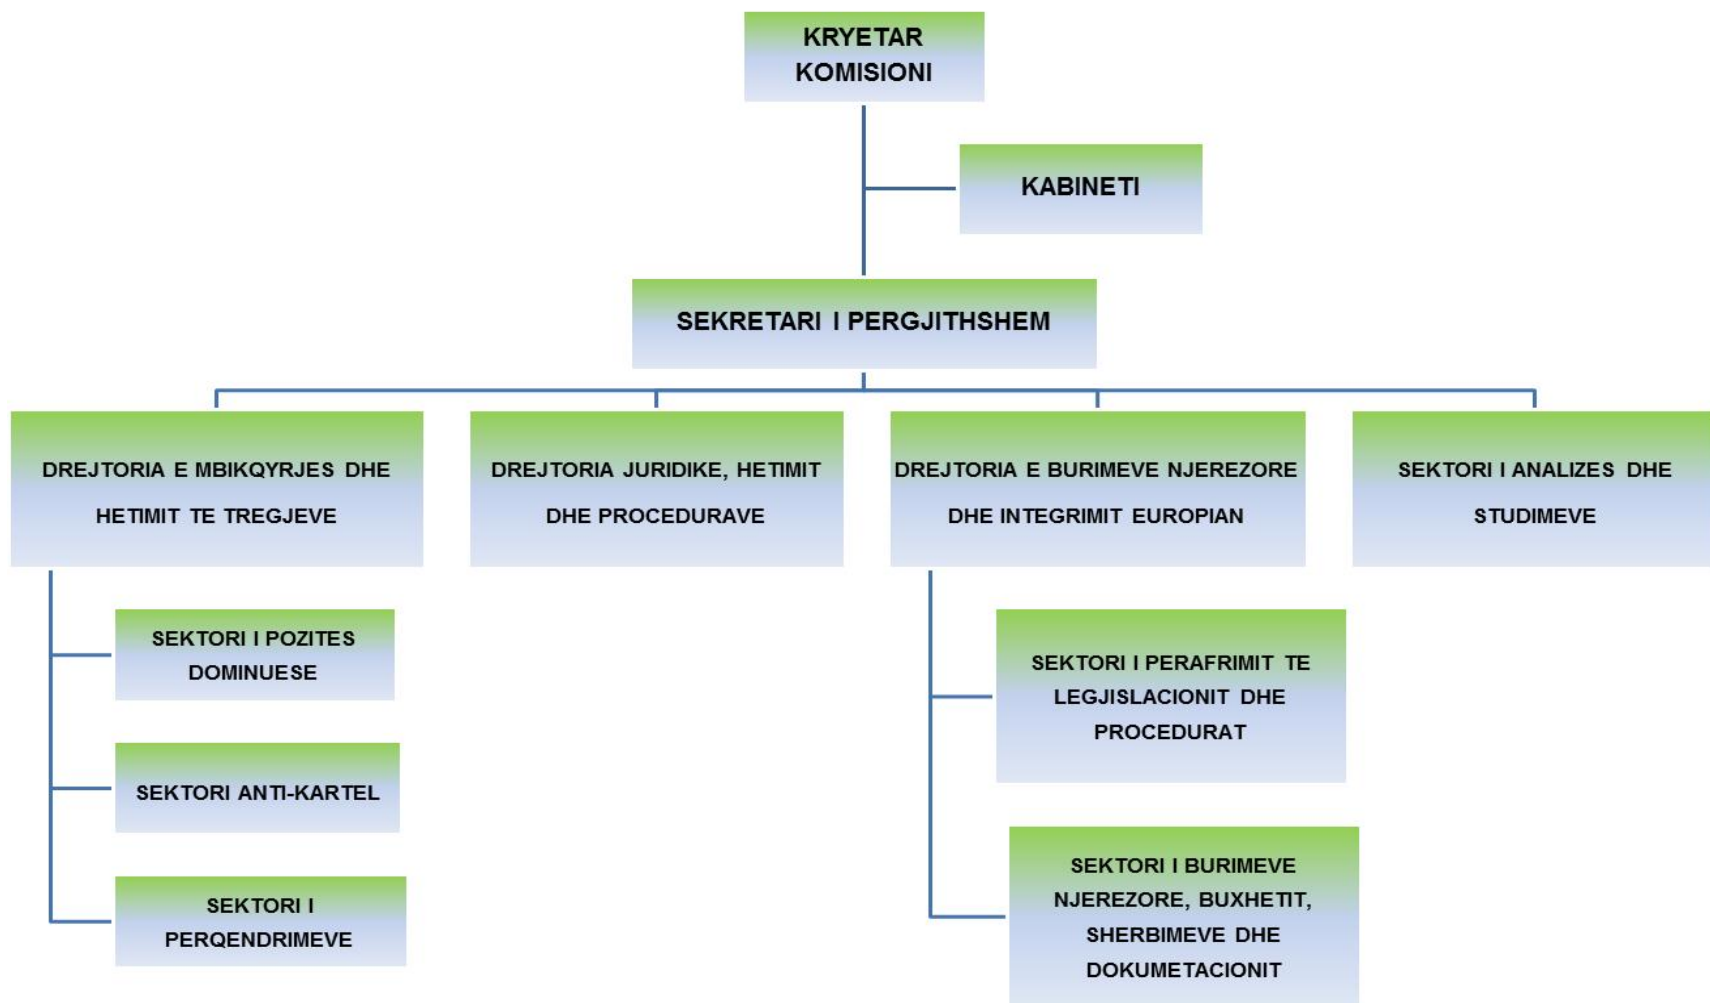 KRYETAR
KOMISIONI
KABINETI
SEKRETARI I PERGJITHSHEM
DREJTORIA E MBIKQYRJES DHE
HETIMIT TE TREGJEVE
DREJTORIA JURIDIKE, HETIMIT
DHE PROCEDURAVE
DREJTORIA E BURIMEVE NJEREZORE
DHE INTEGRIMIT EUROPIAN
SEKTORI I ANALIZES DHE
STUDIMEVE
SEKTORI I POZITES
DOMINUESE
SEKTORI ANTI-KARTEL
SEKTORI I
PERQENDRIMEVE
SEKTORI I PERAFRIMIT TE
LEGJISLACIONIT DHE
PROCEDURAT
SEKTORI I BURIMEVE
NJEREZORE, BUXHETIT,
SHERBIMEVE DHE
DOKUMETACIONIT